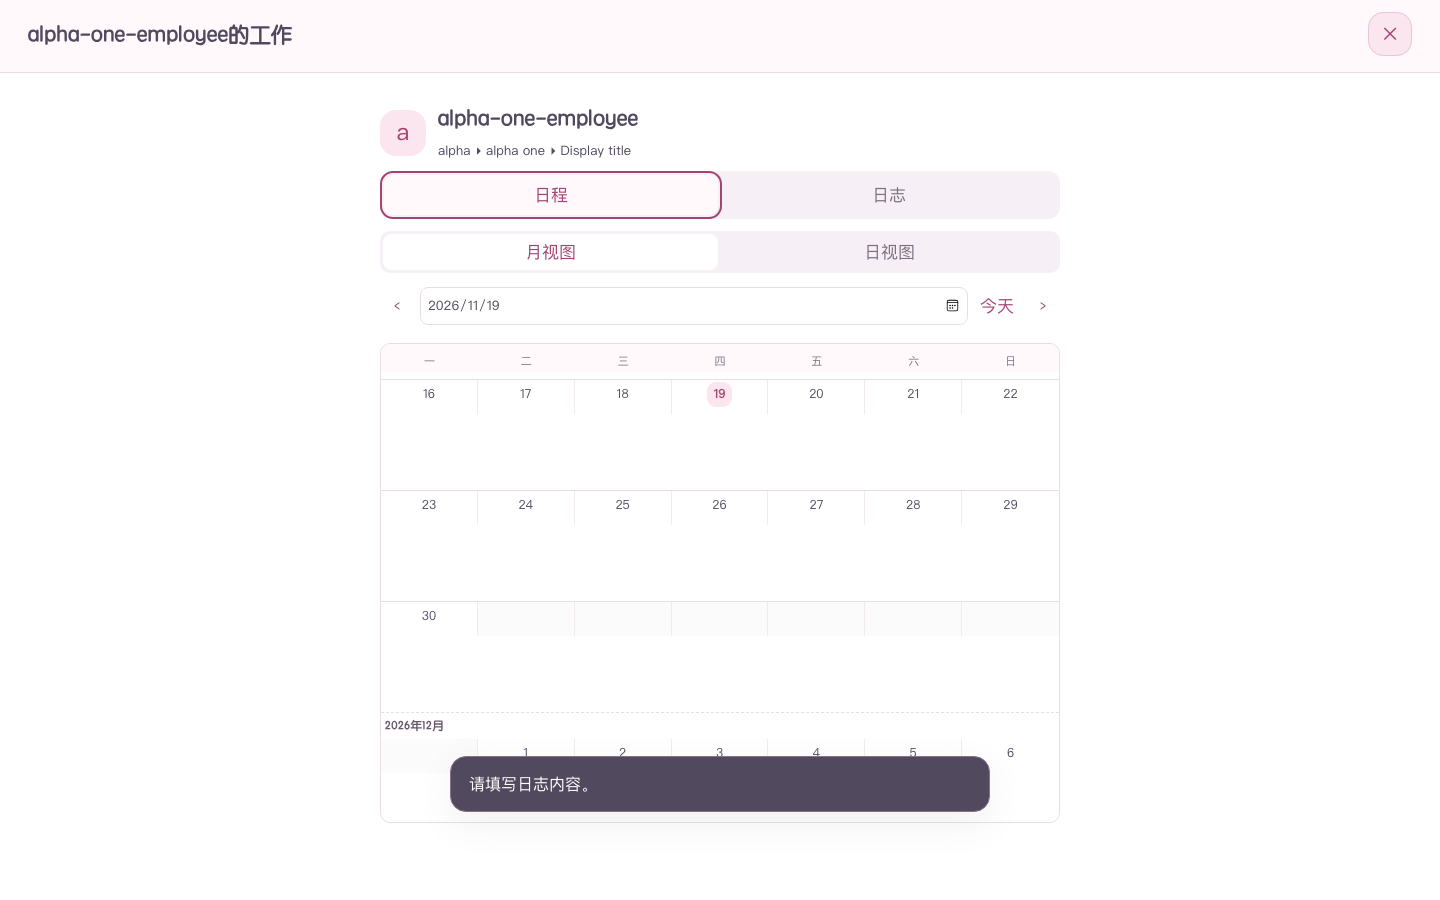 alpha-one-employee的工作
a
alpha-one-employee
alpha ▸ alpha one ▸ Display title
日程 日志
月视图 日视图
< 2026/11/19 今天 >
一 二 三 四 五 六 日
16 17 18 19 20 21 22
23 24 25 26 27 28 29
30
2026年12月
1 2 3 4 5 6
请填写日志内容。